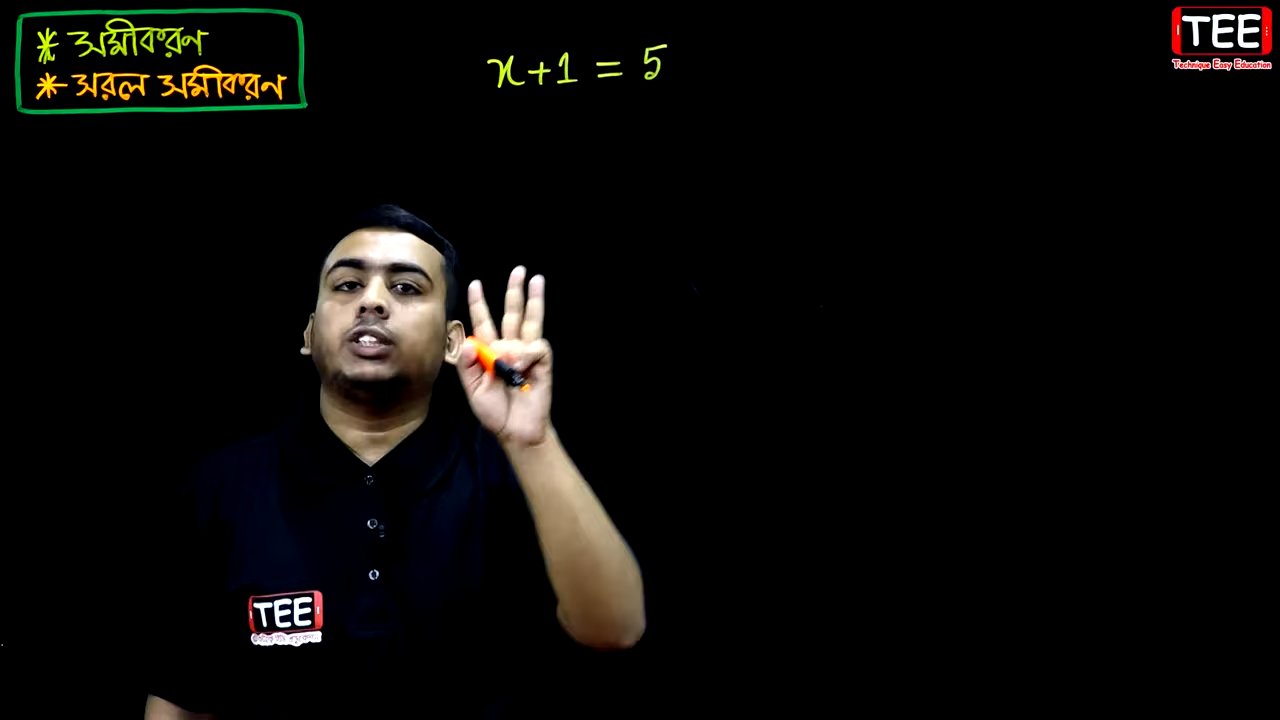 * সমীকরণ
* সরল সমীকরণ
x+1 = 5
TEE
Technique Easy Education
TEE